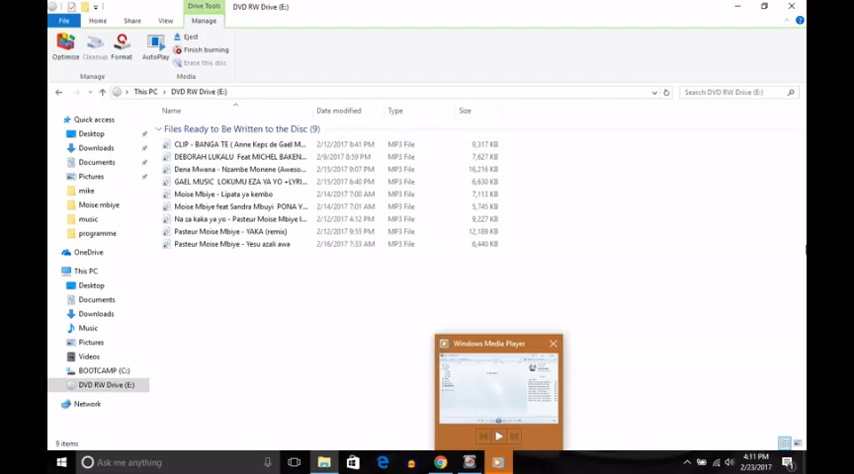 Drive Tools
DVD RW Drive (E:)
File
Home
Share
View
Manage
Optimize
Cleanup
Format
AutoPlay
Eject
Finish burning
Erase this disc
Manage
Media
This PC
DVD RW Drive (E:)
Search DVD RW Drive (E:)
Name
Date modified
Type
Size
Files Ready to Be Written to the Disc (9)
CLIP - BANGA TE ( Anne Keps de Gaël M... 2/12/2017 8:41 PM MP3 File 9,317 KB
DEBORAH LUKALU Feat MICHEL BAKEN... 2/9/2017 8:59 PM MP3 File 7,627 KB
Dena Mwana - Nzambe Monene (Aweso... 2/15/2017 9:07 PM MP3 File 16,216 KB
GAEL MUSIC LOKUMU EZA YA YO +LYRI... 2/15/2017 6:40 PM MP3 File 6,630 KB
Moise Mbiye - Lipata ya kembo 2/14/2017 7:00 AM MP3 File 7,113 KB
Moise Mbiye feat Sandra Mbuyi PONA Y... 2/14/2017 7:01 AM MP3 File 5,745 KB
Na za kaka ya yo - Pasteur Moise Mbiye l... 2/12/2017 4:12 PM MP3 File 9,227 KB
Pasteur Moise Mbiye - YAKA (remix) 2/12/2017 9:55 PM MP3 File 12,189 KB
Pasteur Moise Mbiye - Yesu azali awa 2/16/2017 7:33 AM MP3 File 6,440 KB
Quick access
Desktop
Downloads
Documents
Pictures
mike
Moise mbiye
music
programme
OneDrive
This PC
Desktop
Documents
Downloads
Music
Pictures
Videos
BOOTCAMP (C:)
DVD RW Drive (E:)
Network
Windows Media Player
9 items
Ask me anything
4:11 PM
2/23/2017